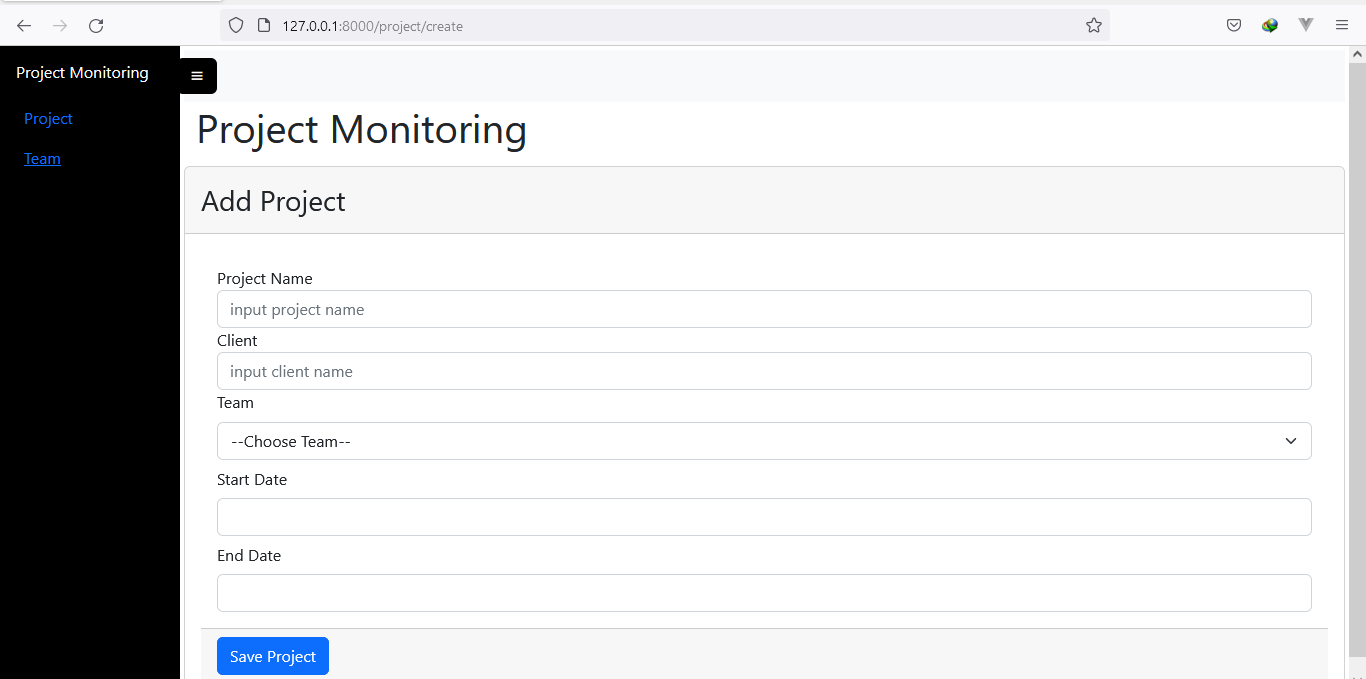 127.0.0.1:8000/project/create
Project Monitoring
Project
Team
Project Monitoring
Add Project
Project Name
input project name
Client
input client name
Team
--Choose Team--
Start Date
End Date
Save Project